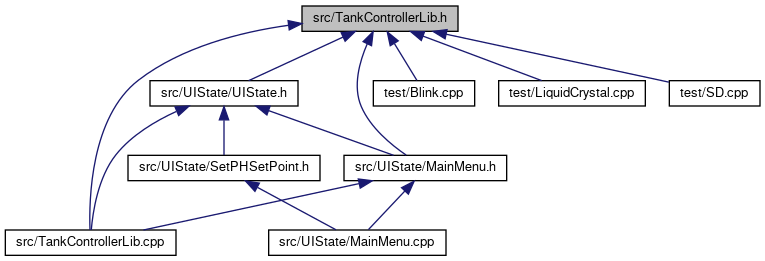 src/TankControllerLib.h
src/UIState/UIState.h
test/Blink.cpp
test/LiquidCrystal.cpp
test/SD.cpp
src/UIState/SetPHSetPoint.h
src/UIState/MainMenu.h
src/TankControllerLib.cpp
src/UIState/MainMenu.cpp